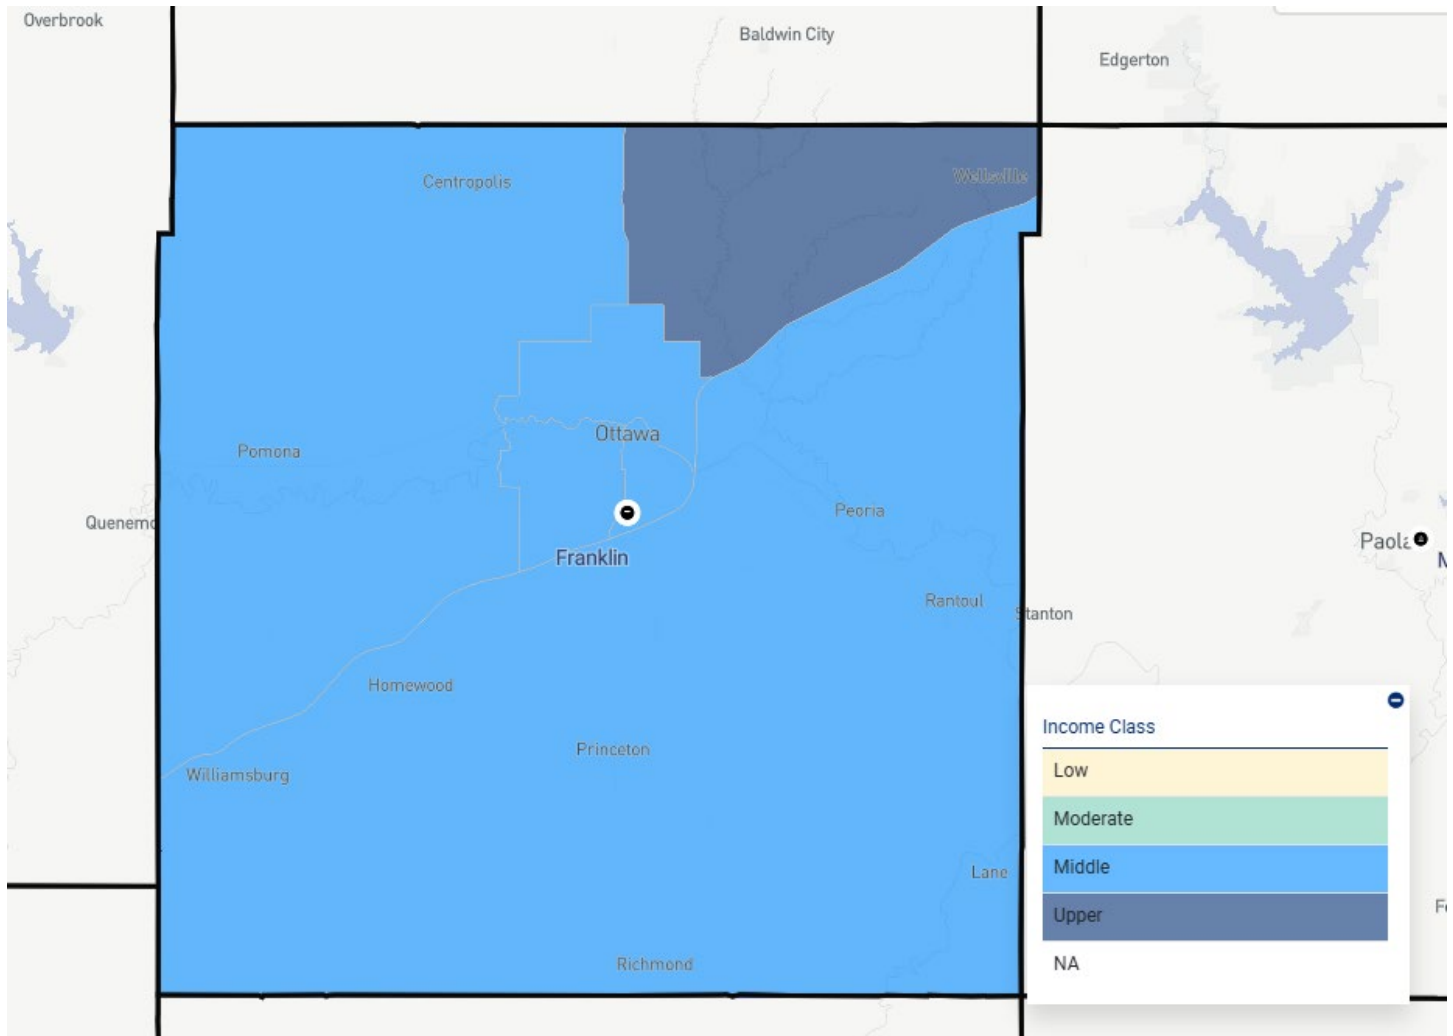 Overbrook
Baldwin City
Edgerton
Centropolis
Wellsville
Ottawa
Pomona
Peoria
Quenemo
Franklin
Paola
M
Rantoul
Stanton
Homewood
Princeton
Williamsburg
Lane
Richmond
Income Class
Low
Moderate
Middle
Upper
NA
Fo